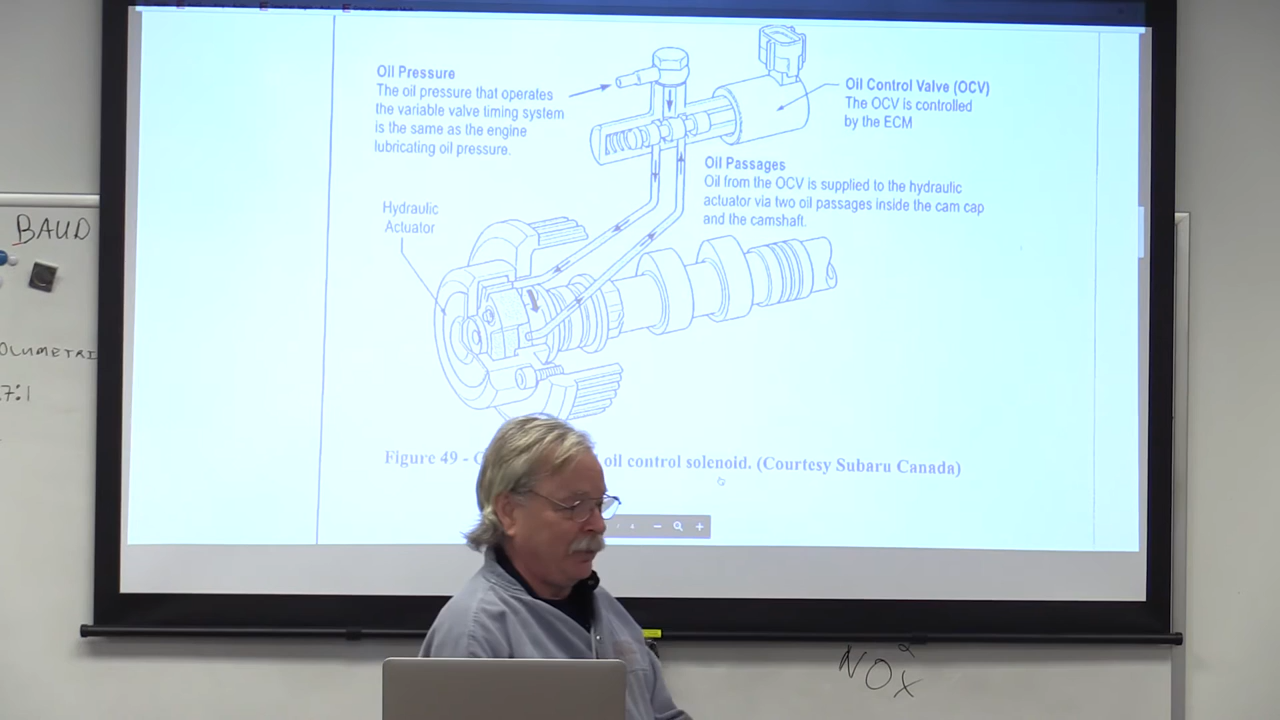 Oil Pressure
The oil pressure that operates
the variable valve timing system
is the same as the engine
lubricating oil pressure.
Oil Control Valve (OCV)
The OCV is controlled
by the ECM
Oil Passages
Oil from the OCV is supplied to the hydraulic
actuator via two oil passages inside the cam cap
and the camshaft.
Hydraulic
Actuator
BAUD
OLUMETRI
7:1
Figure 49 - oil control solenoid. (Courtesy Subaru Canada)
NOx